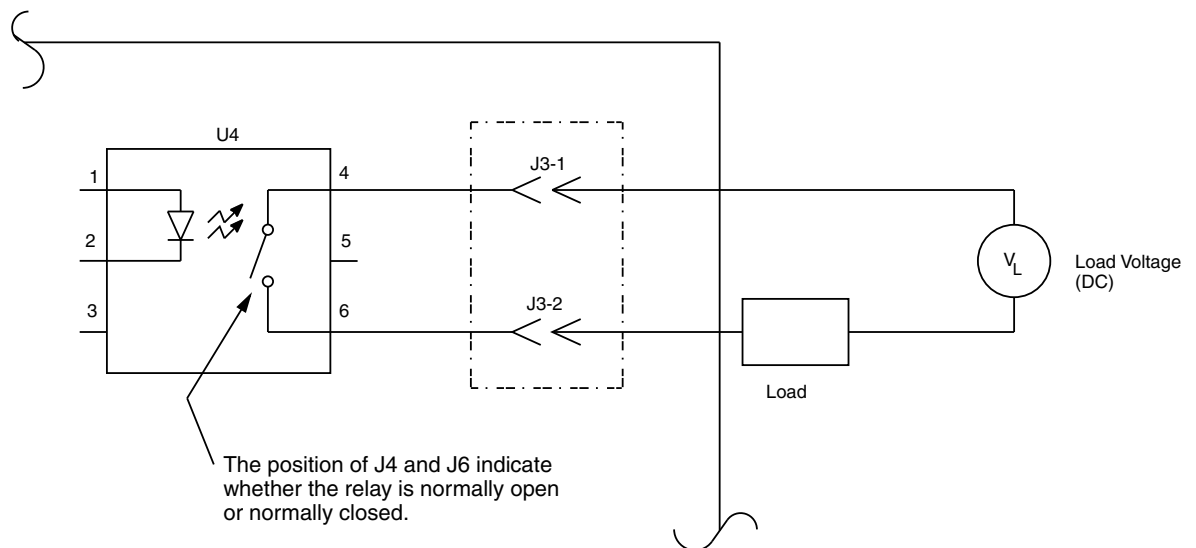 U4
1
2
3
4
5
6
J3-1
J3-2
VL
Load Voltage
(DC)
Load
The position of J4 and J6 indicate
whether the relay is normally open
or normally closed.